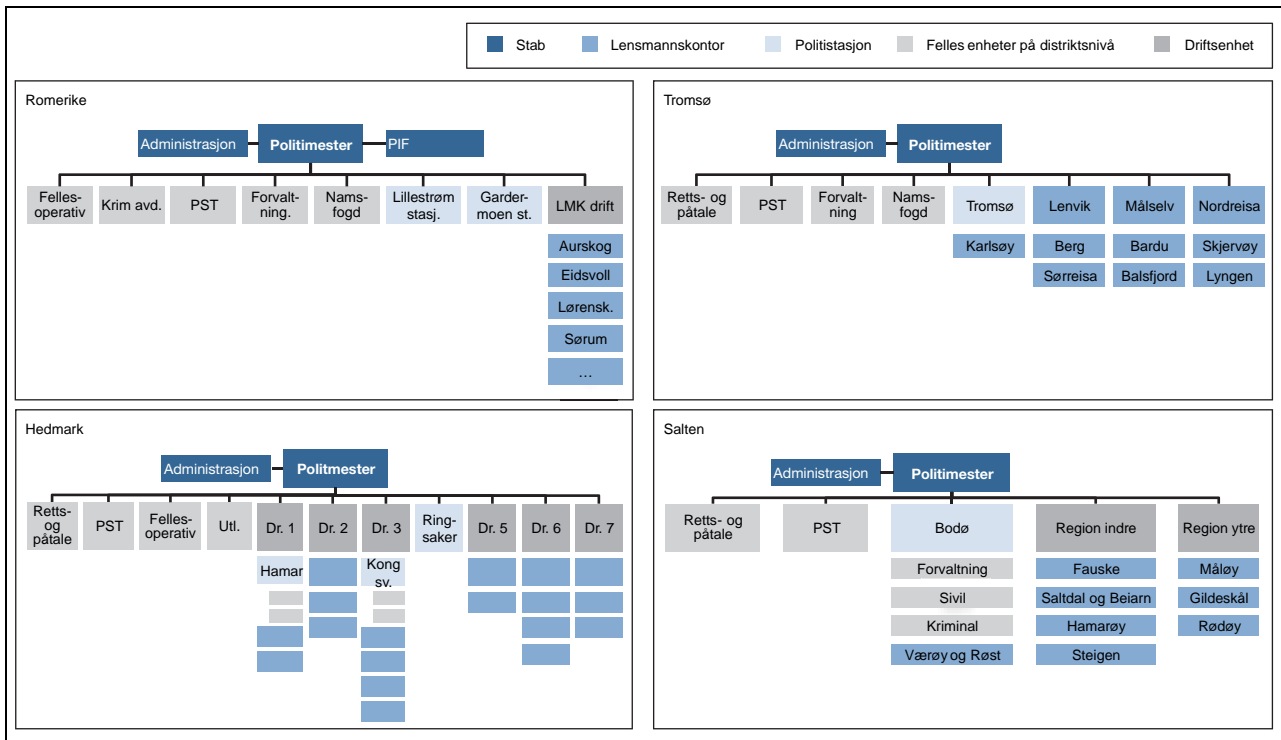 Stab
Lensmannskontor
Politistasjon
Felles enheter på distriktsnivå
Driftsenhet
Romerike
Administrasjon
Politimester
PIF
Felles-
operativ
Krim avd.
PST
Forvalt-
ning.
Nams-
fogd
Lillestrøm
stasj.
Garder-
moen st.
LMK drift
Aurskog
Eidsvoll
Lørensk.
Sørum
…
Tromsø
Administrasjon
Politimester
Retts- og
påtale
PST
Forvalt-
ning
Nams-
fogd
Tromsø
Lenvik
Målselv
Nordreisa
Karlsøy
Berg
Bardu
Skjervøy
Sørreisa
Balsfjord
Lyngen
Hedmark
Administrasjon
Politmester
Retts-
og
påtale
PST
Felles-
operativ
Utl.
Dr. 1
Dr. 2
Dr. 3
Ring-
saker
Dr. 5
Dr. 6
Dr. 7
Hamar
Kong
sv.
Salten
Administrasjon
Politimester
Retts- og
påtale
PST
Bodø
Region indre
Region ytre
Forvaltning
Fauske
Måløy
Sivil
Saltdal og Beiarn
Gildeskål
Kriminal
Hamarøy
Rødøy
Værøy og Røst
Steigen